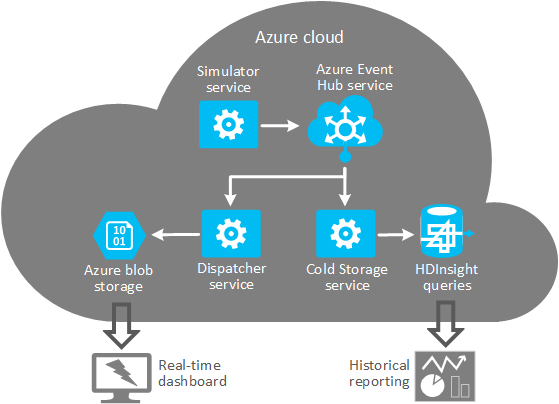 Azure cloud
Simulator
service
Azure Event
Hub service
10
01
Azure blob
storage
Dispatcher
service
Cold Storage
service
HDInsight
queries
Real-time
dashboard
Historical
reporting